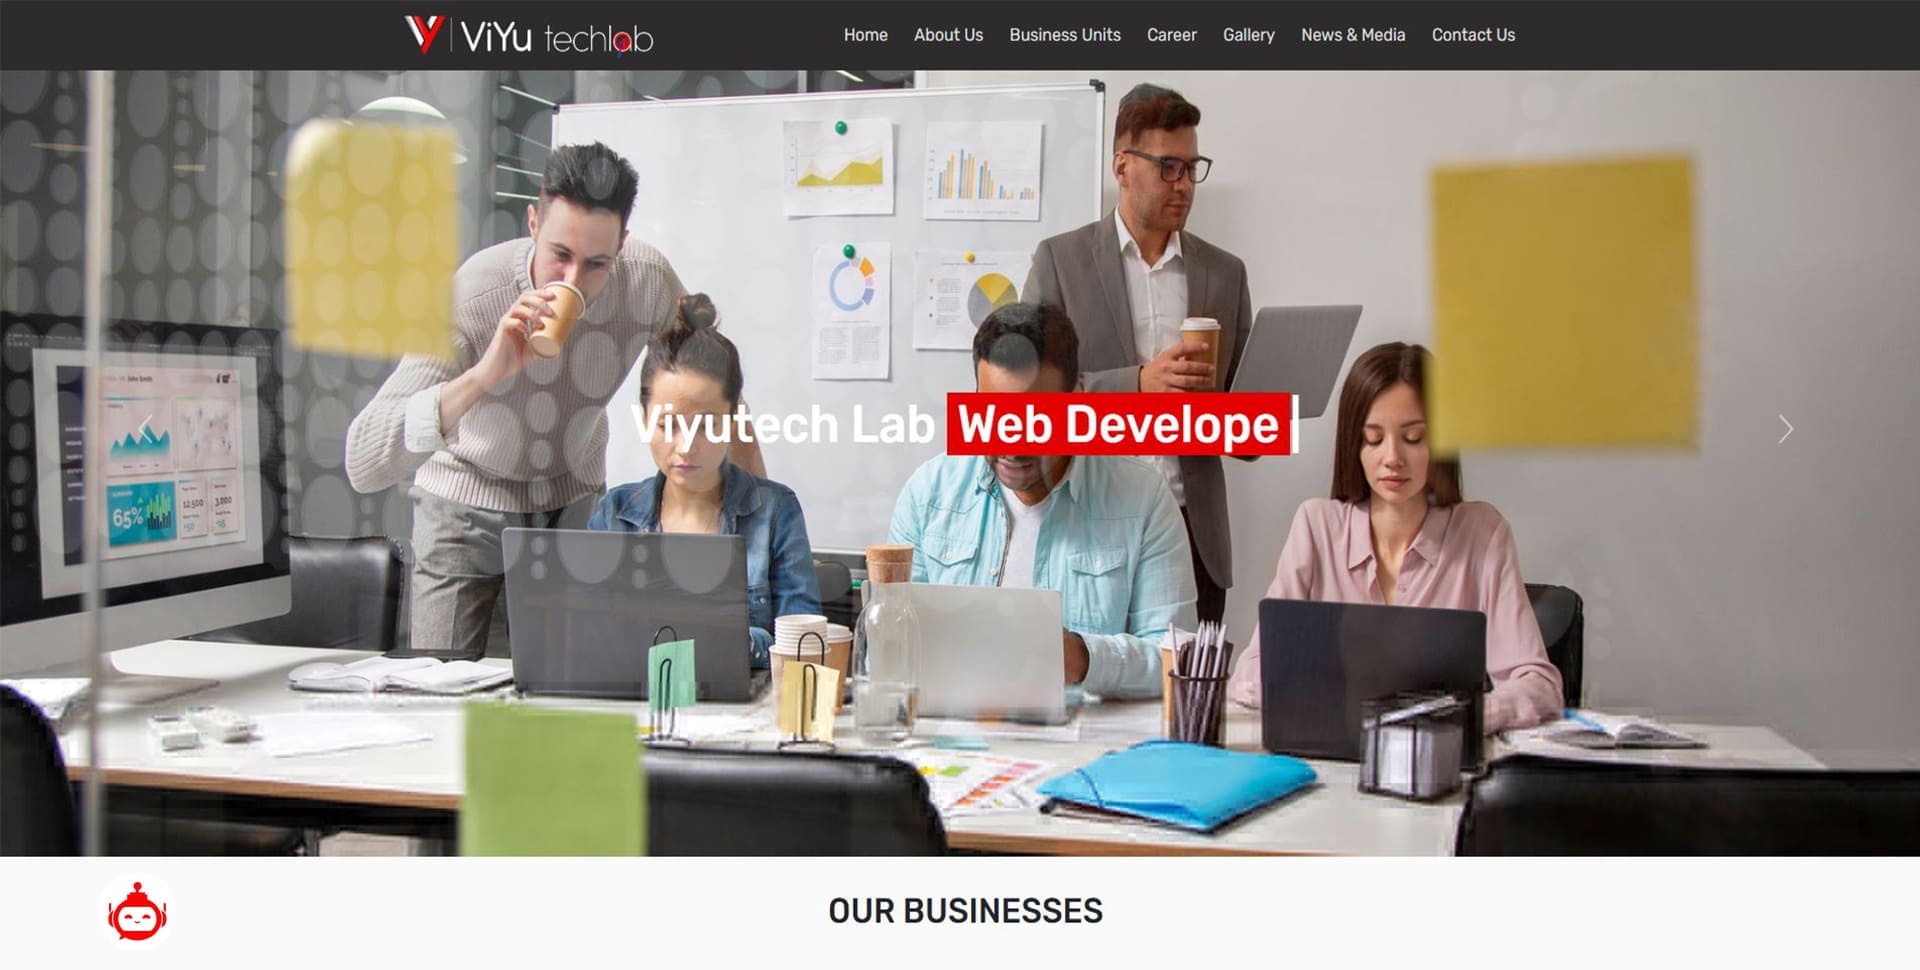 ViYu techlab
Home
About Us
Business Units
Career
Gallery
News & Media
Contact Us
Viyutech Lab Web Develope
65%
12,500
3,000
OUR BUSINESSES